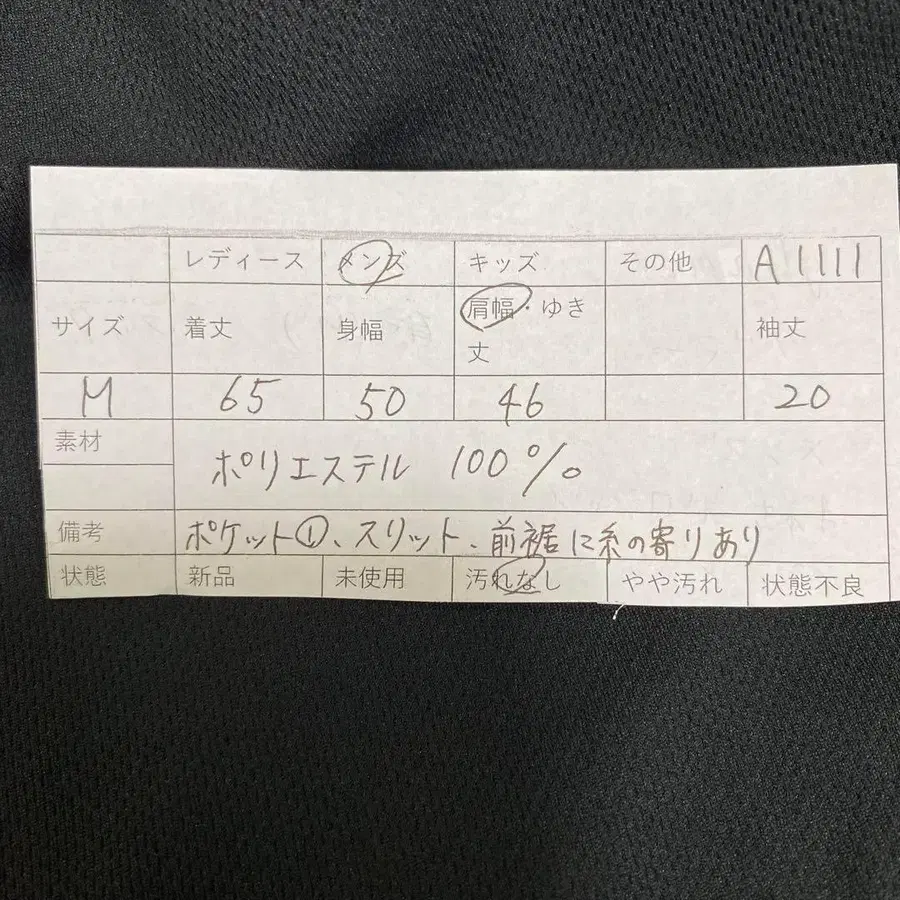 レディース メンズ キッズ その他 A1111
サイズ 着丈 身幅 肩幅・ゆき丈 袖丈
M 65 50 46 20
素材 ポリエステル 100%
備考 ポケット①、スリット、前裾に糸の寄りあり
状態 新品 未使用 汚れなし やや汚れ 状態不良